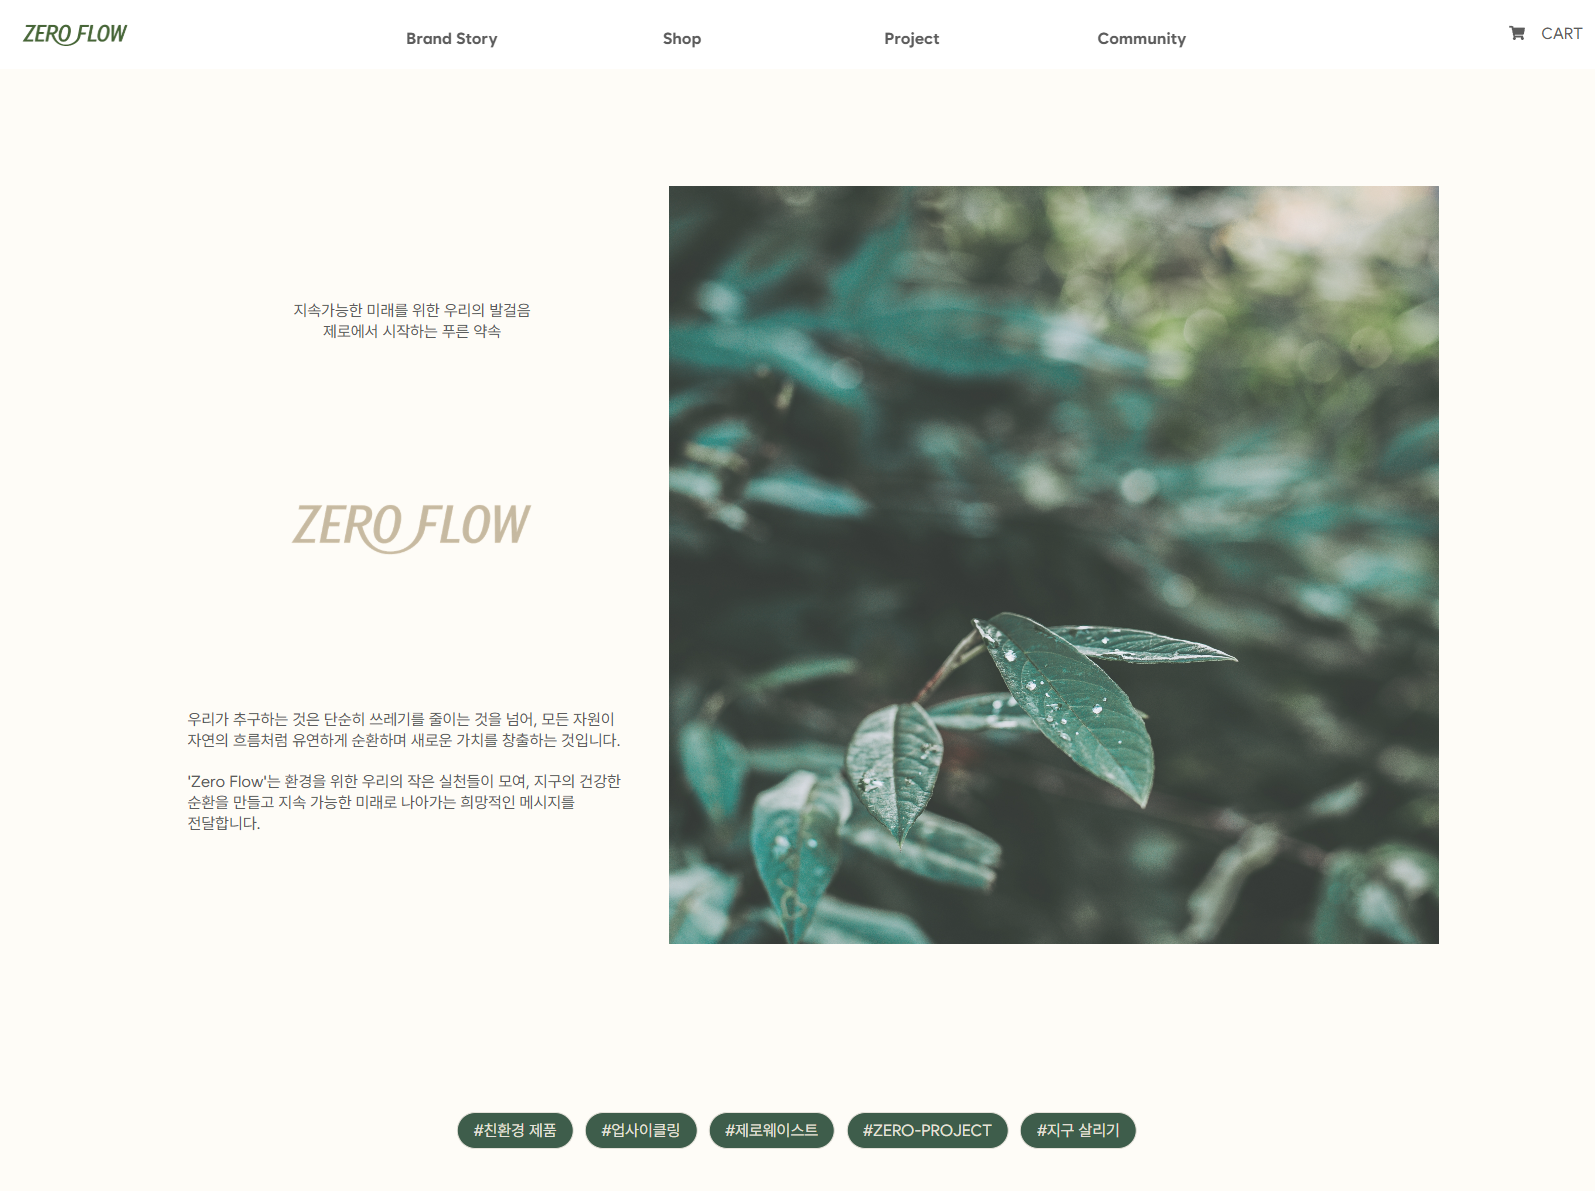 ZERO FLOW
Brand Story
Shop
Project
Community
CART
지속가능한 미래를 위한 우리의 발걸음
제로에서 시작하는 푸른 약속
ZERO FLOW
우리가 추구하는 것은 단순히 쓰레기를 줄이는 것을 넘어, 모든 자원이
자연의 흐름처럼 유연하게 순환하며 새로운 가치를 창출하는 것입니다.
'Zero Flow'는 환경을 위한 우리의 작은 실천들이 모여, 지구의 건강한
순환을 만들고 지속 가능한 미래로 나아가는 희망적인 메시지를
전달합니다.
#친환경 제품
#업사이클링
#제로웨이스트
#ZERO-PROJECT
#지구 살리기